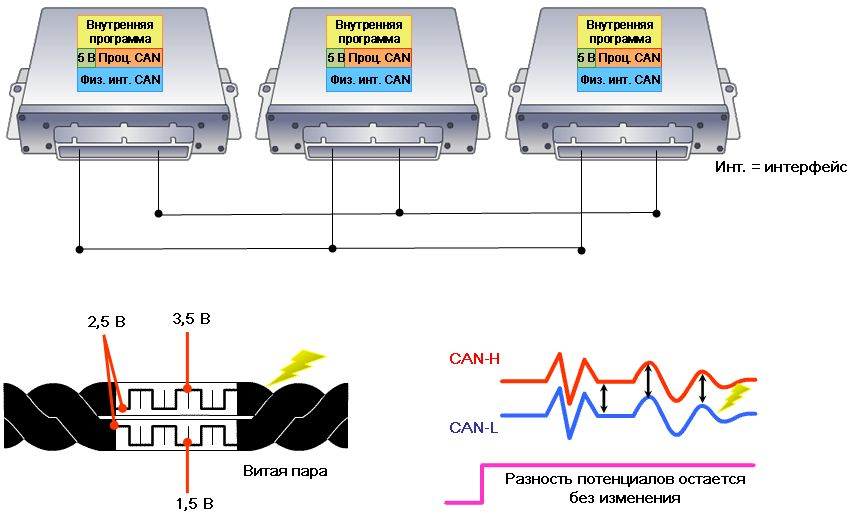 Внутренняя
программа
5 В Проц. CAN
Физ. инт. CAN
Внутренняя
программа
5 В Проц. CAN
Физ. инт. CAN
Внутренняя
программа
5 В Проц. CAN
Физ. инт. CAN
Инт. = интерфейс
2,5 В
3,5 В
Витая пара
1,5 В
CAN-H
CAN-L
Разность потенциалов остается
без изменения